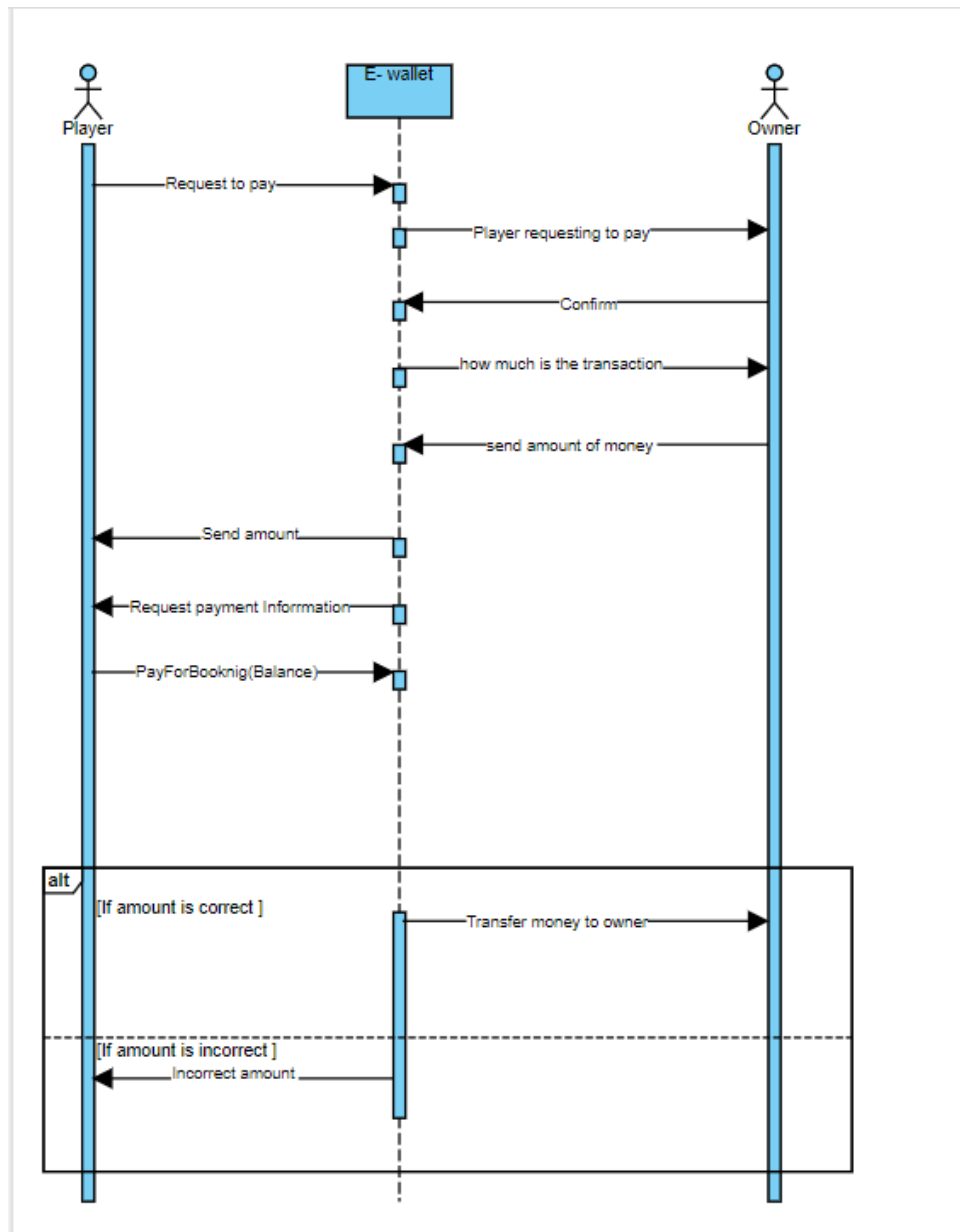 E- wallet
Player
Owner
Request to pay
Player requesting to pay
Confirm
how much is the transaction
send amount of money
Send amount
Request payment Inforrmation
PayForBooknig(Balance)
alt
[If amount is correct ]
Transfer money to owner
[If amount is incorrect ]
Incorrect amount